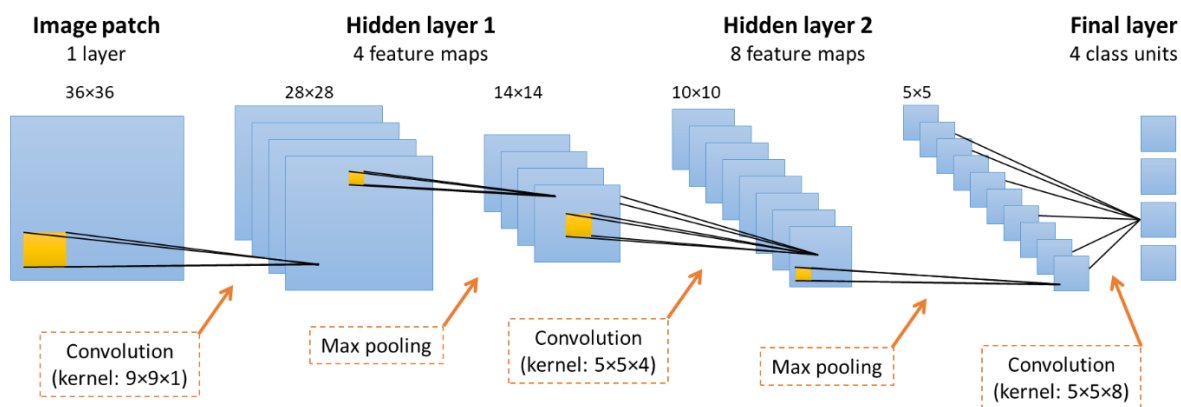 Image patch
1 layer
Hidden layer 1
4 feature maps
Hidden layer 2
8 feature maps
Final layer
4 class units
36×36
28×28
14×14
10×10
5×5
Convolution
(kernel: 9×9×1)
Max pooling
Convolution
(kernel: 5×5×4)
Max pooling
Convolution
(kernel: 5×5×8)